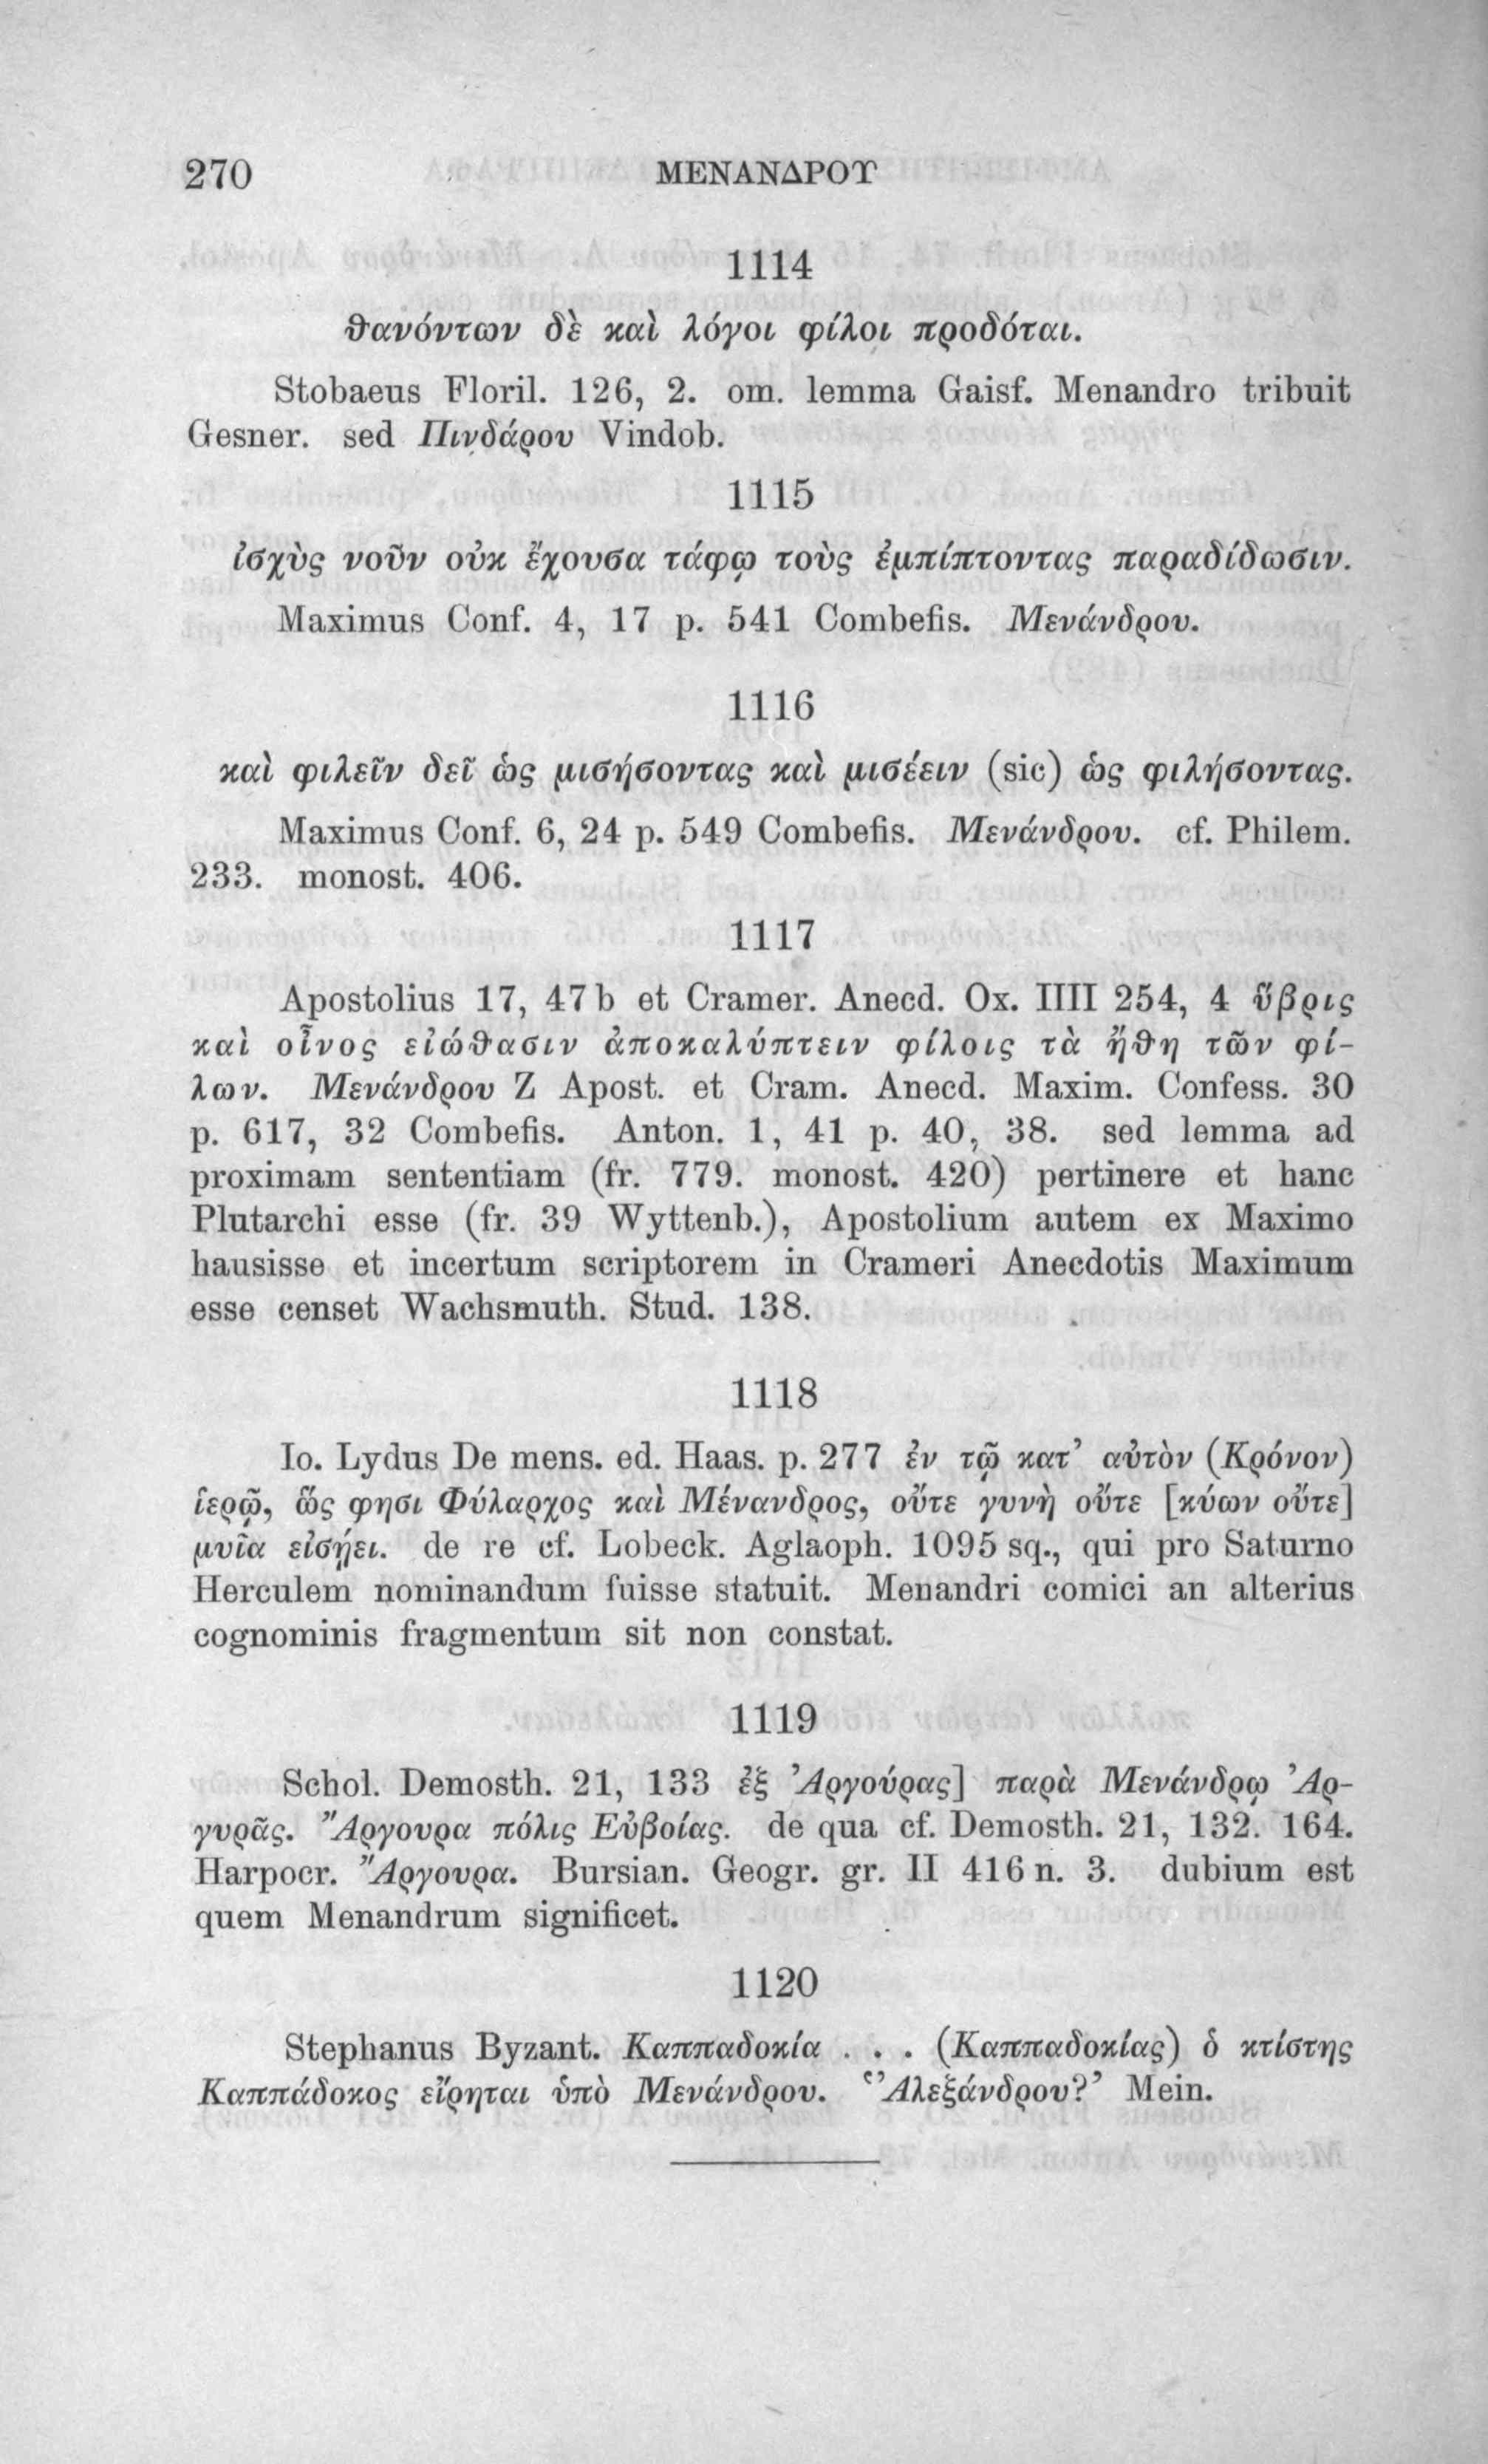 270 ΜΕΝΑΝΔΡΟΥ
1114
θανόντων δὲ καὶ λόγοι φίλοι προδόται.
Stobaeus Floril. 126, 2. om. lemma Gaisf. Menandro tribuit
Gesner. sed Πινδάρου Vindob.
1115
ἰσχὺς νοῦν οὐκ ἔχουσα τάφῳ τοὺς ἐμπίπτοντας παραδίδωσιν.
Maximus Conf. 4, 17 p. 541 Combefis. Μενάνδρου.
1116
καὶ φιλεῖν δεῖ ὡς μισήσοντας καὶ μισέειν (sic) ὡς φιλήσοντας.
Maximus Conf. 6, 24 p. 549 Combefis. Μενάνδρου. cf. Philem.
233. monost. 406.
1117
Apostolius 17, 47b et Cramer. Anecd. Ox. IIII 254, 4 ὕβρις
καὶ οἶνος εἰώθασιν ἀποκαλύπτειν φίλοις τὰ ἤθη τῶν φί-
λων. Μενάνδρου Z Apost. et Cram. Anecd. Maxim. Confess. 30
p. 617, 32 Combefis. Anton. 1, 41 p. 40, 38. sed lemma ad
proximam sententiam (fr. 779. monost. 420) pertinere et hanc
Plutarchi esse (fr. 39 Wyttenb.), Apostolium autem ex Maximo
hausisse et incertum scriptorem in Crameri Anecdotis Maximum
esse censet Wachsmuth. Stud. 138.
1118
Io. Lydus De mens. ed. Haas. p. 277 ἐν τῷ κατ’ αὐτὸν (Κρόνον)
ἱερῷ, ὥς φησι Φύλαρχος καὶ Μένανδρος, οὔτε γυνὴ οὔτε [κύων οὔτε]
μυῖα εἰσῄει. de re cf. Lobeck. Aglaoph. 1095 sq., qui pro Saturno
Herculem nominandum fuisse statuit. Menandri comici an alterius
cognominis fragmentum sit non constat.
1119
Schol. Demosth. 21, 133 ἐξ Ἀργούρας] παρὰ Μενάνδρῳ Ἀρ-
γυρᾶς. Ἄργουρα πόλις Εὐβοίας. de qua cf. Demosth. 21, 132. 164.
Harpocr. Ἄργουρα. Bursian. Geogr. gr. II 416 n. 3. dubium est
quem Menandrum significet.
1120
Stephanus Byzant. Καππαδοκία . . . (Καππαδοκίας) ὁ κτίστης
Καππάδοκος εἴρηται ὑπὸ Μενάνδρου. ‘Ἀλεξάνδρου?’ Mein.